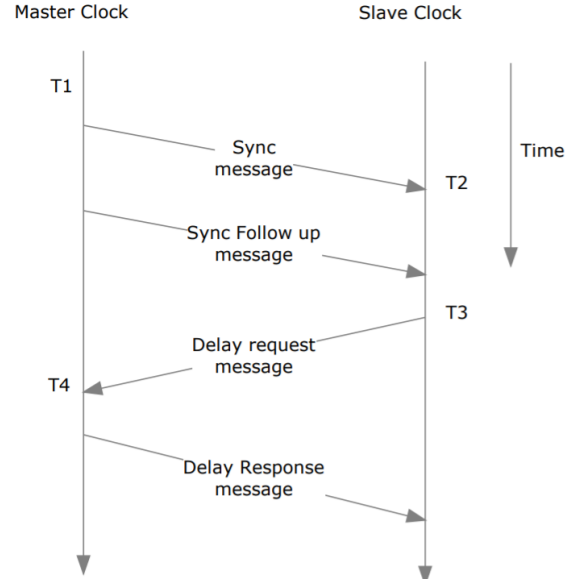 Master Clock
Slave Clock
T1
Sync
message
Time
T2
Sync Follow up
message
T3
Delay request
message
T4
Delay Response
message